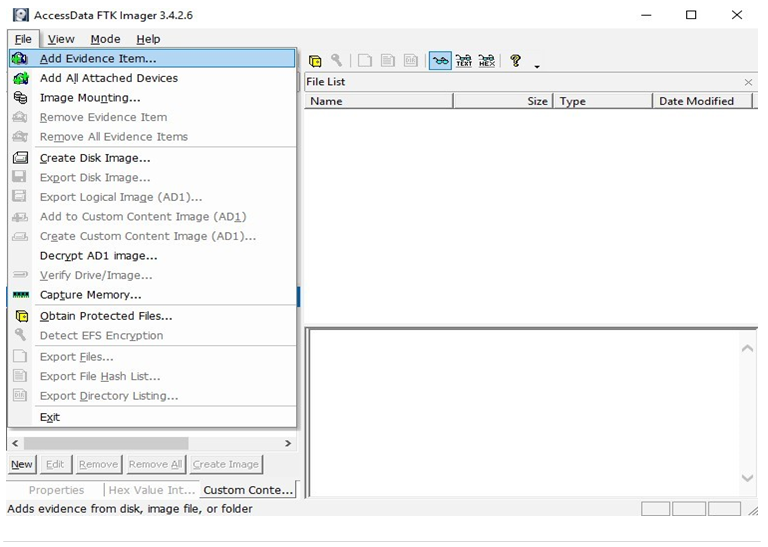 AccessData FTK Imager 3.4.2.6
File View Mode Help
Add Evidence Item...
Add All Attached Devices
Image Mounting...
Remove Evidence Item
Remove All Evidence Items
Create Disk Image...
Export Disk Image...
Export Logical Image (AD1)...
Add to Custom Content Image (AD1)
Create Custom Content Image (AD1)...
Decrypt AD1 image...
Verify Drive/Image...
Capture Memory...
Obtain Protected Files...
Detect EFS Encryption
Export Files...
Export File Hash List...
Export Directory Listing...
Exit
TEXT HEX
File List
Name Size Type Date Modified
New Edit Remove Remove All Create Image
Properties Hex Value Int... Custom Conte...
Adds evidence from disk, image file, or folder